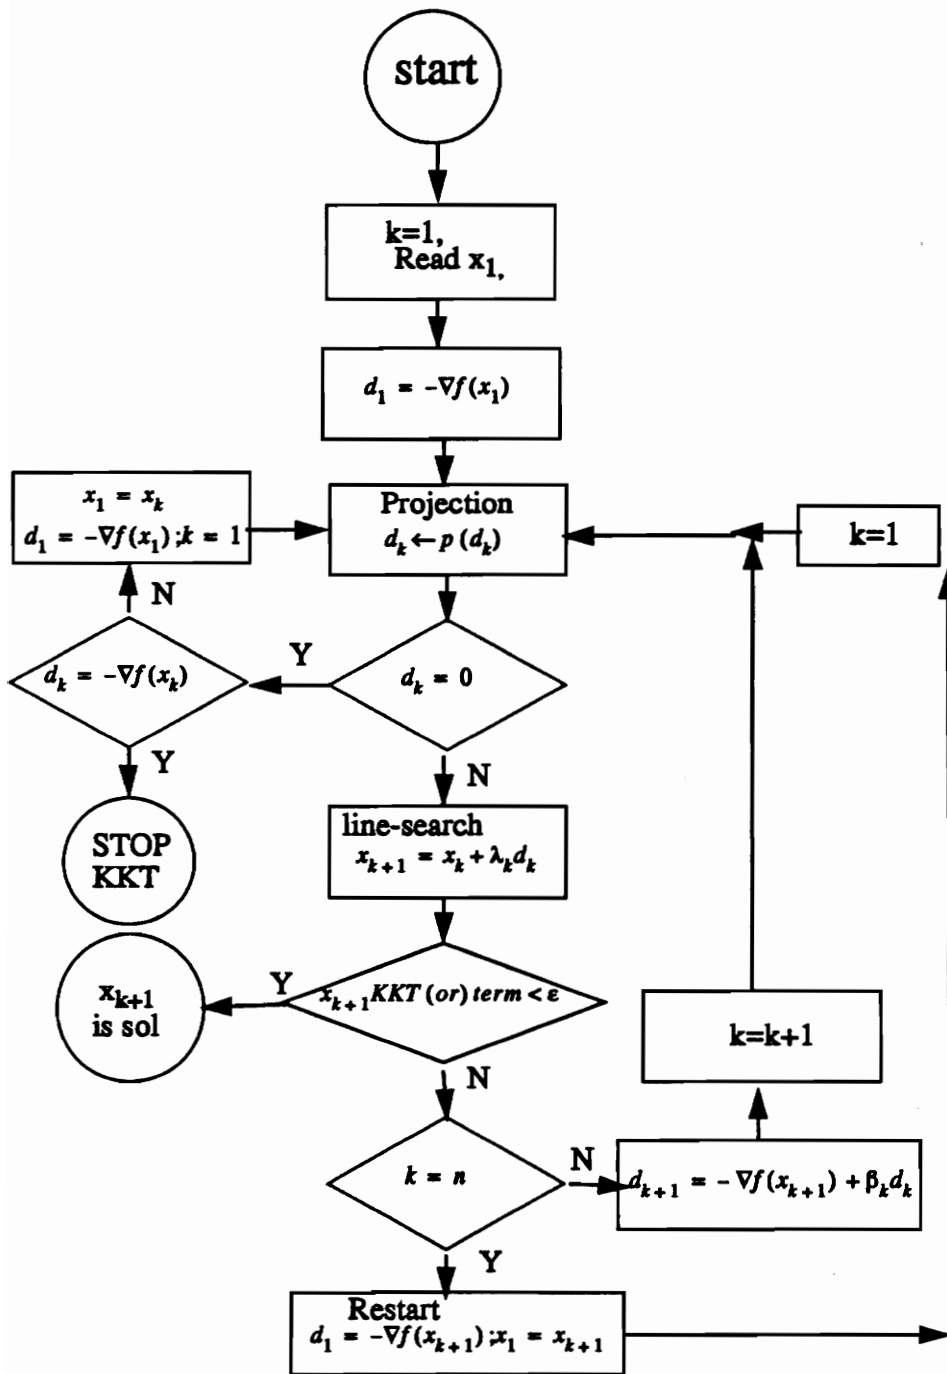 start
k=1,
Read x₁,
d₁ = -∇f(x₁)
x₁ = xₖ
d₁ = -∇f(x₁);k = 1
Projection
dₖ ← p(dₖ)
k=1
N
dₖ = -∇f(xₖ)
Y
dₖ = 0
Y
N
STOP
KKT
line-search
xₖ₊₁ = xₖ + λₖdₖ
xₖ₊₁
is sol
Y
xₖ₊₁KKT(or)term<ε
k=k+1
N
k = n
N
dₖ₊₁ = -∇f(xₖ₊₁) + βₖdₖ
Y
Restart
d₁ = -∇f(xₖ₊₁);x₁ = xₖ₊₁